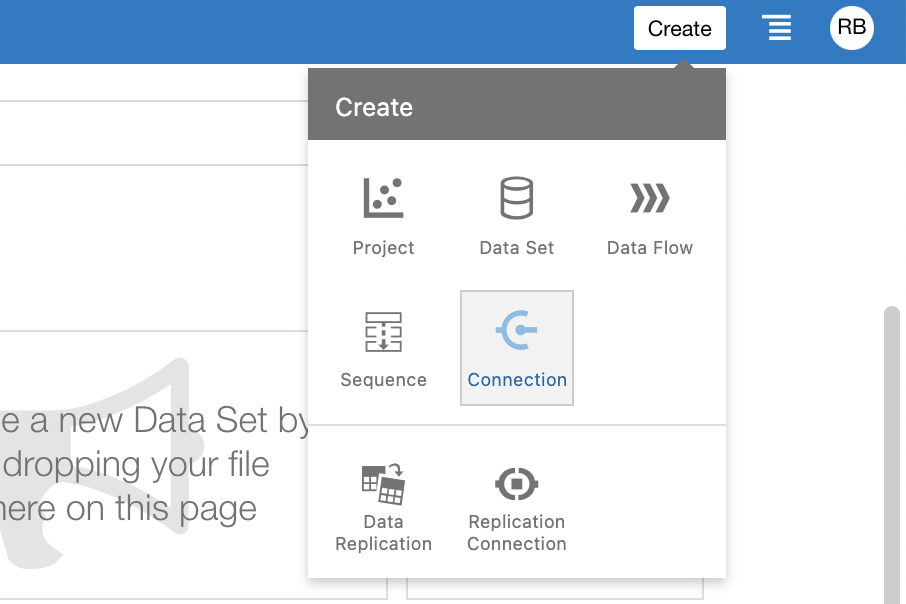 Create
RB
Create
Project
Data Set
Data Flow
Sequence
Connection
e a new Data Set by
dropping your file
here on this page
Data
Replication
Replication
Connection